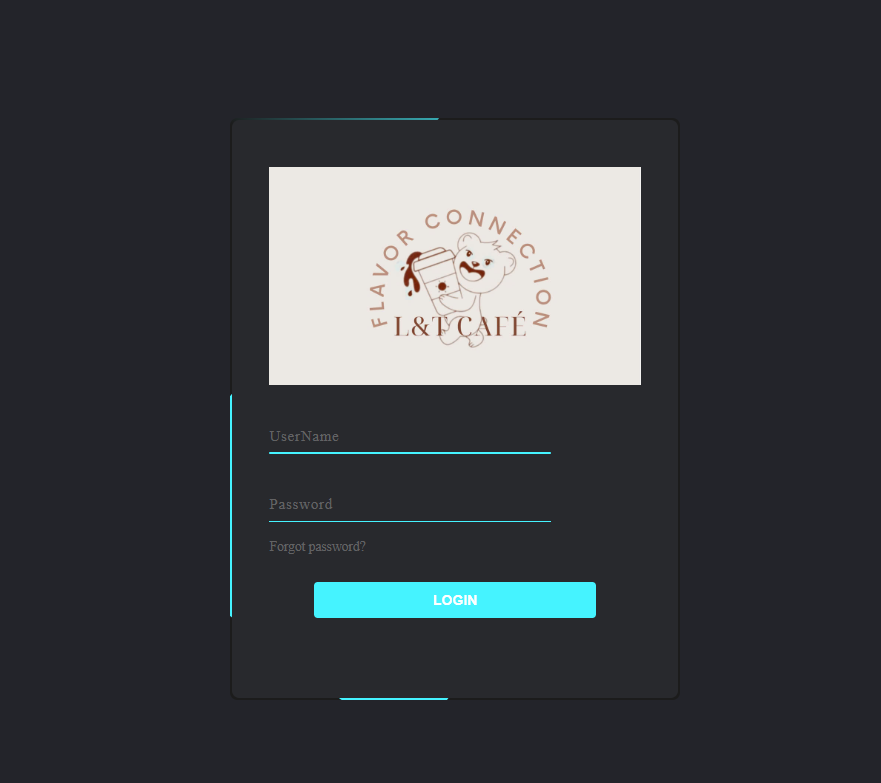 FLAVOR CONNECTION
L&T CAFÉ
UserName
Password
Forgot password?
LOGIN